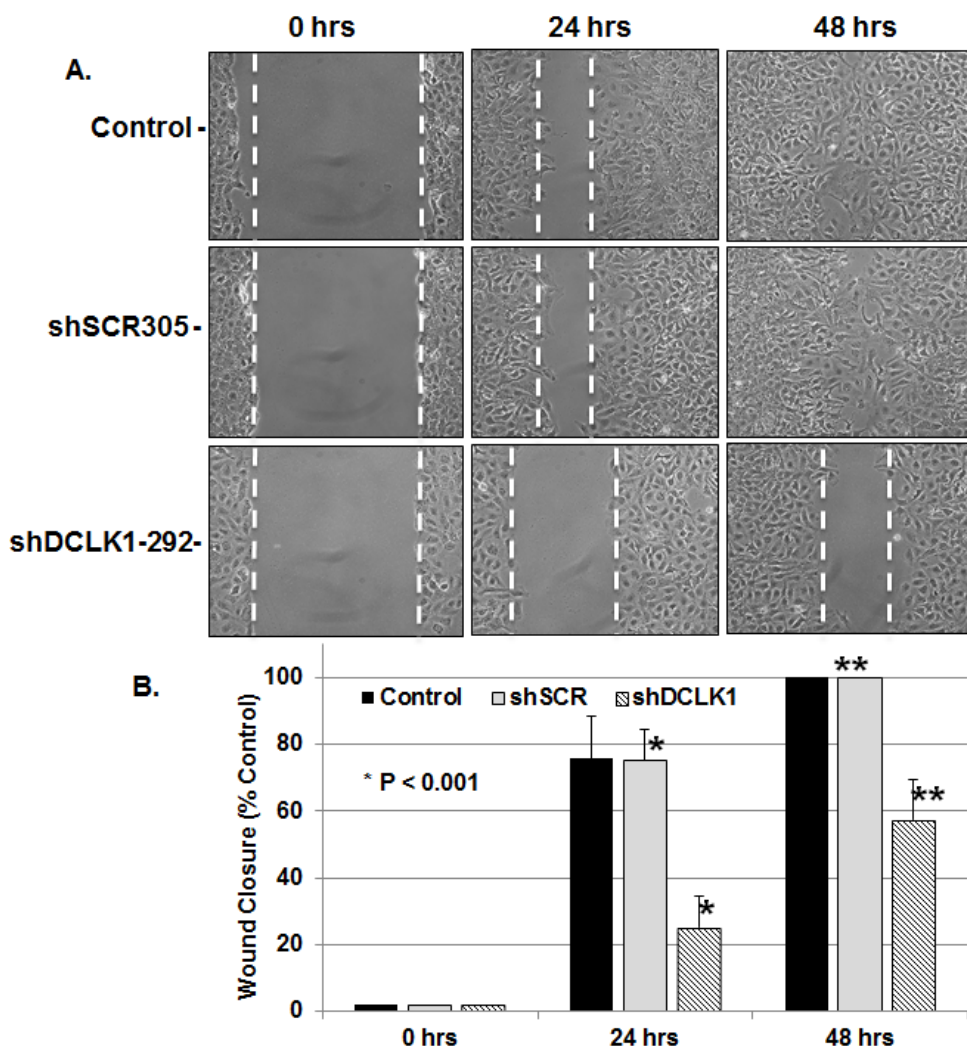 0 hrs 24 hrs 48 hrs
A.
Control -
shSCR305 -
shDCLK1-292-
B.
Wound Closure (% Control)
100
80
60
40
20
0
Control shSCR shDCLK1
* P < 0.001
*
*
**
**
0 hrs 24 hrs 48 hrs